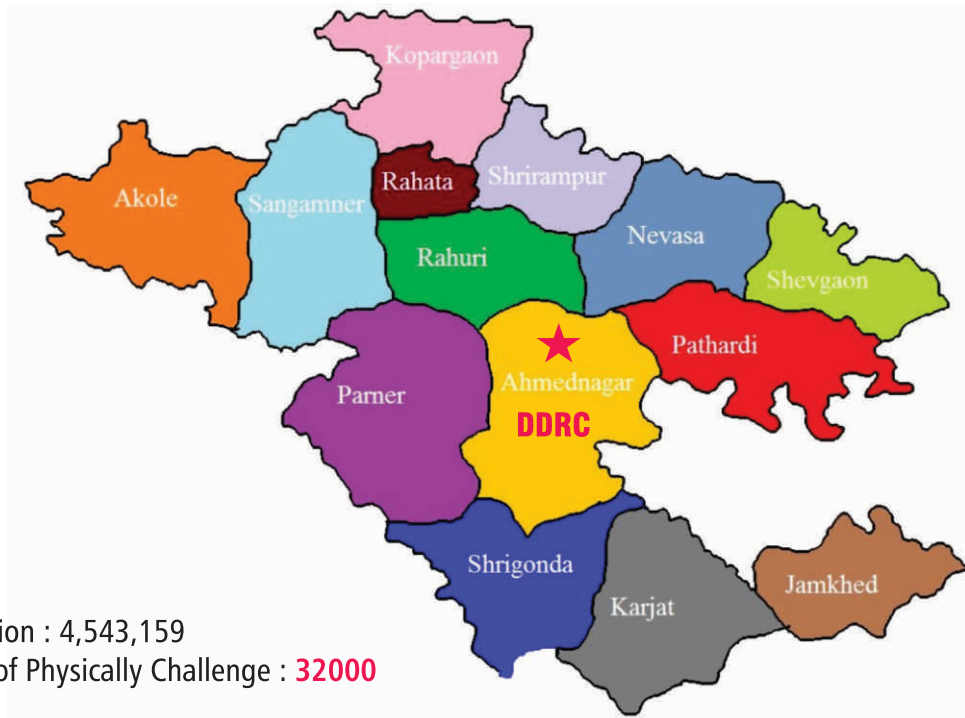 Kopargaon
Akole
Sangamner
Rahata
Shrirampur
Rahuri
Nevasa
Shevgaon
Parner
Ahmednagar
DDRC
Pathardi
Shrigonda
Karjat
Jamkhed
ion : 4,543,159
of Physically Challenge : 32000